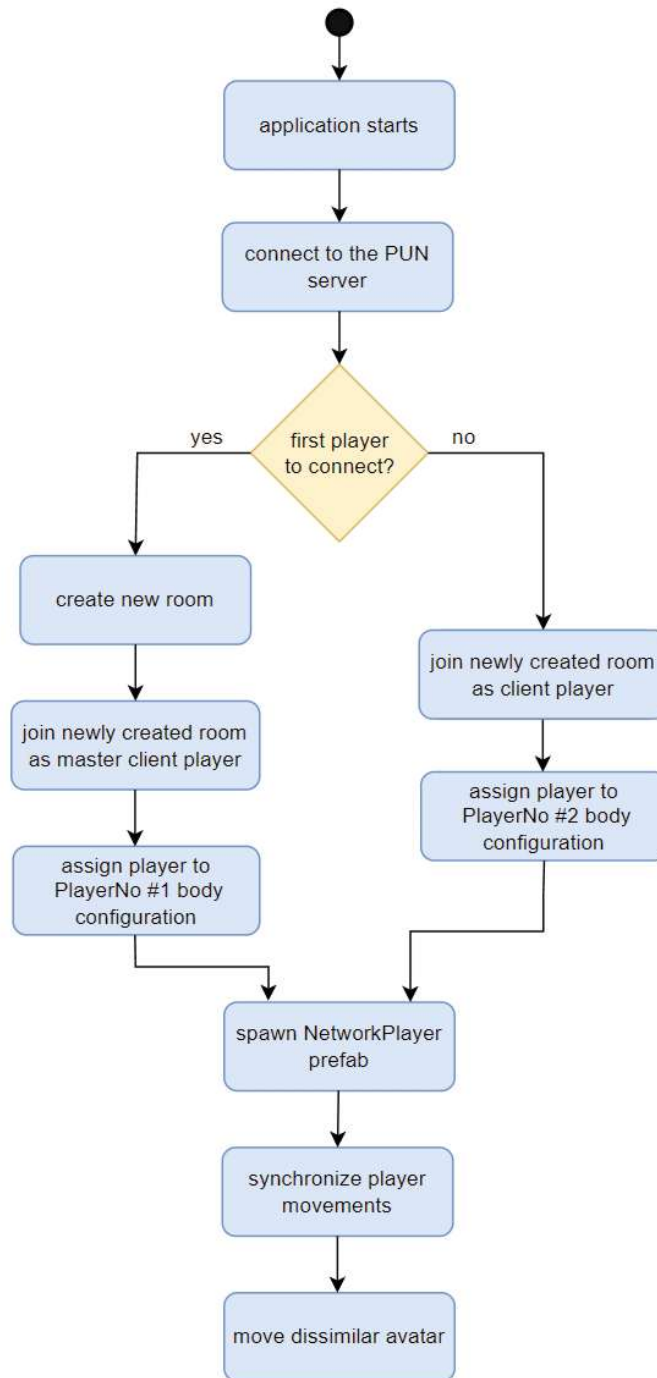 application starts
connect to the PUN
server
first player
to connect?
yes
no
create new room
join newly created room
as master client player
assign player to
PlayerNo #1 body
configuration
join newly created room
as client player
assign player to
PlayerNo #2 body
configuration
spawn NetworkPlayer
prefab
synchronize player
movements
move dissimilar avatar